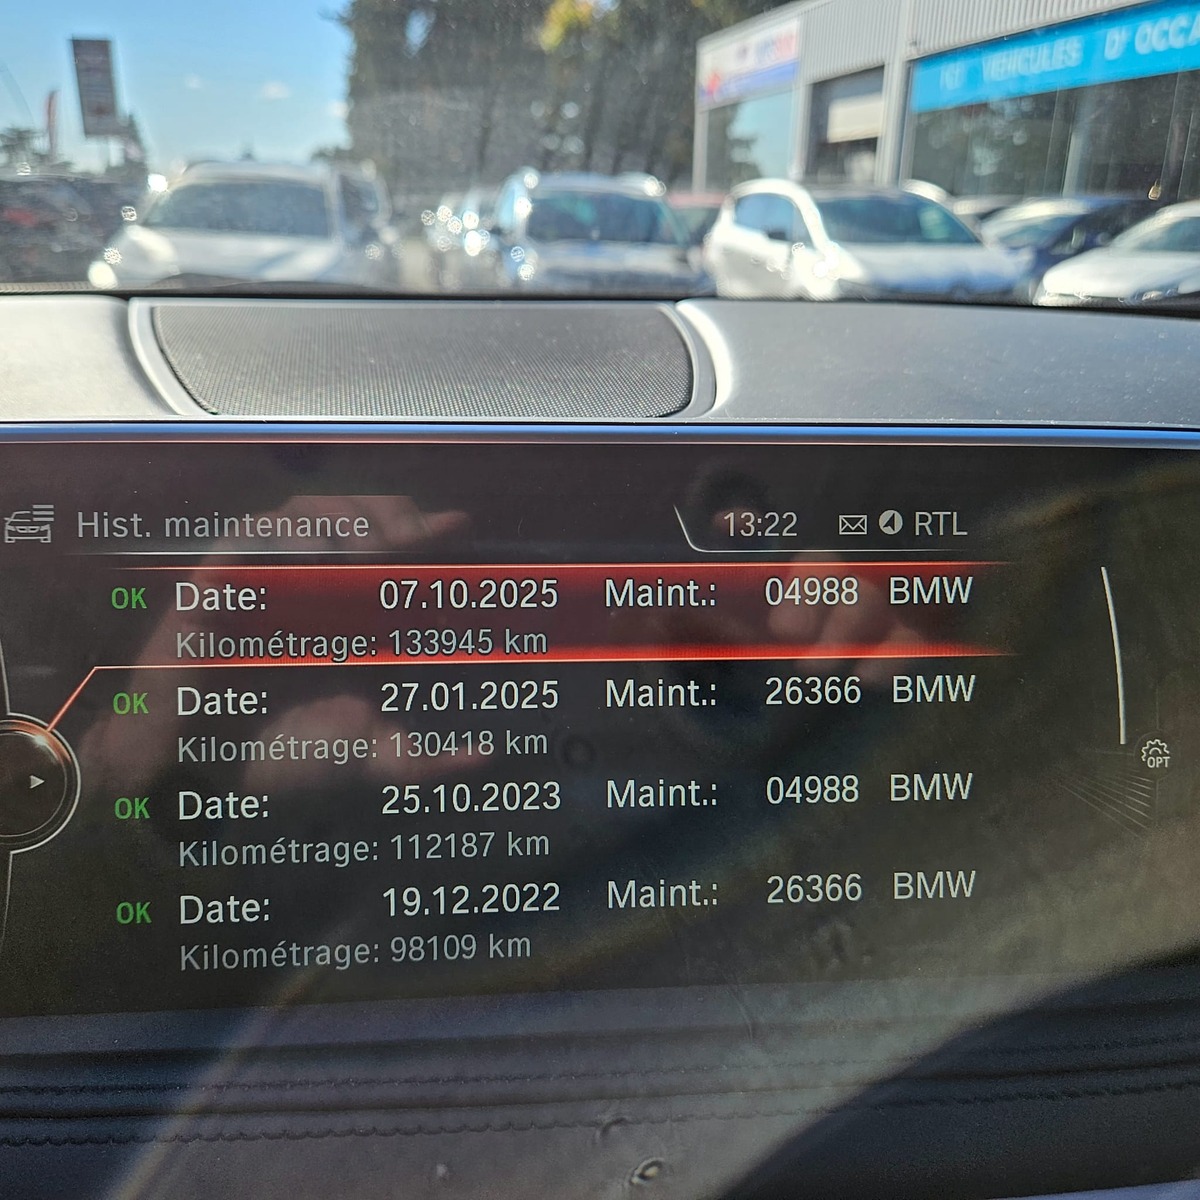 VEHICULES D'OCCA
Hist. maintenance
13:22 RTL
OK Date: 07.10.2025 Maint.: 04988 BMW
Kilométrage: 133945 km
OK Date: 27.01.2025 Maint.: 26366 BMW
Kilométrage: 130418 km
OPT
OK Date: 25.10.2023 Maint.: 04988 BMW
Kilométrage: 112187 km
OK Date: 19.12.2022 Maint.: 26366 BMW
Kilométrage: 98109 km